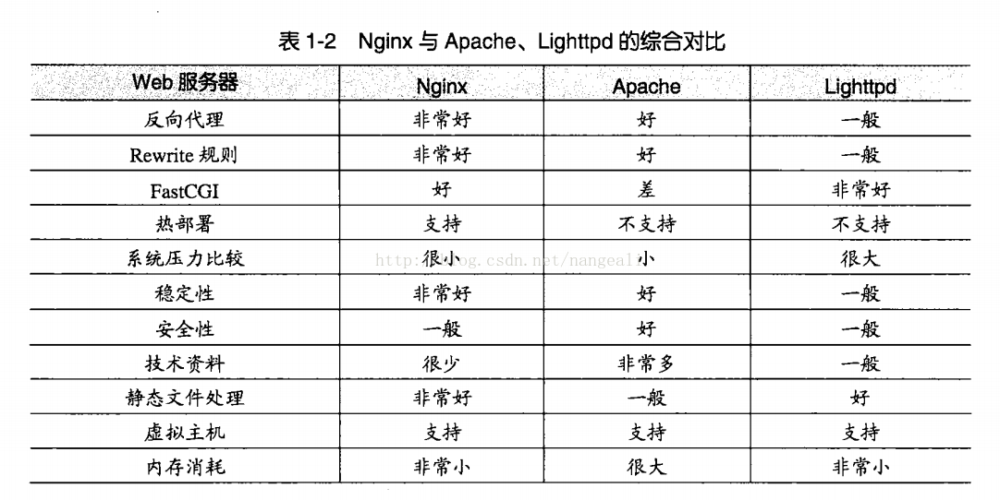 表 1-2 Nginx 与 Apache、Lighttpd 的综合对比
Web 服务器 Nginx Apache Lighttpd
反向代理 非常好 好 一般
Rewrite 规则 非常好 好 一般
FastCGI 好 差 非常好
热部署 支持 不支持 不支持
系统压力比较 很小 小 很大
稳定性 非常好 好 一般
安全性 一般 好 一般
技术资料 很少 非常多 一般
静态文件处理 非常好 一般 好
虚拟主机 支持 支持 支持
内存消耗 非常小 很大 非常小